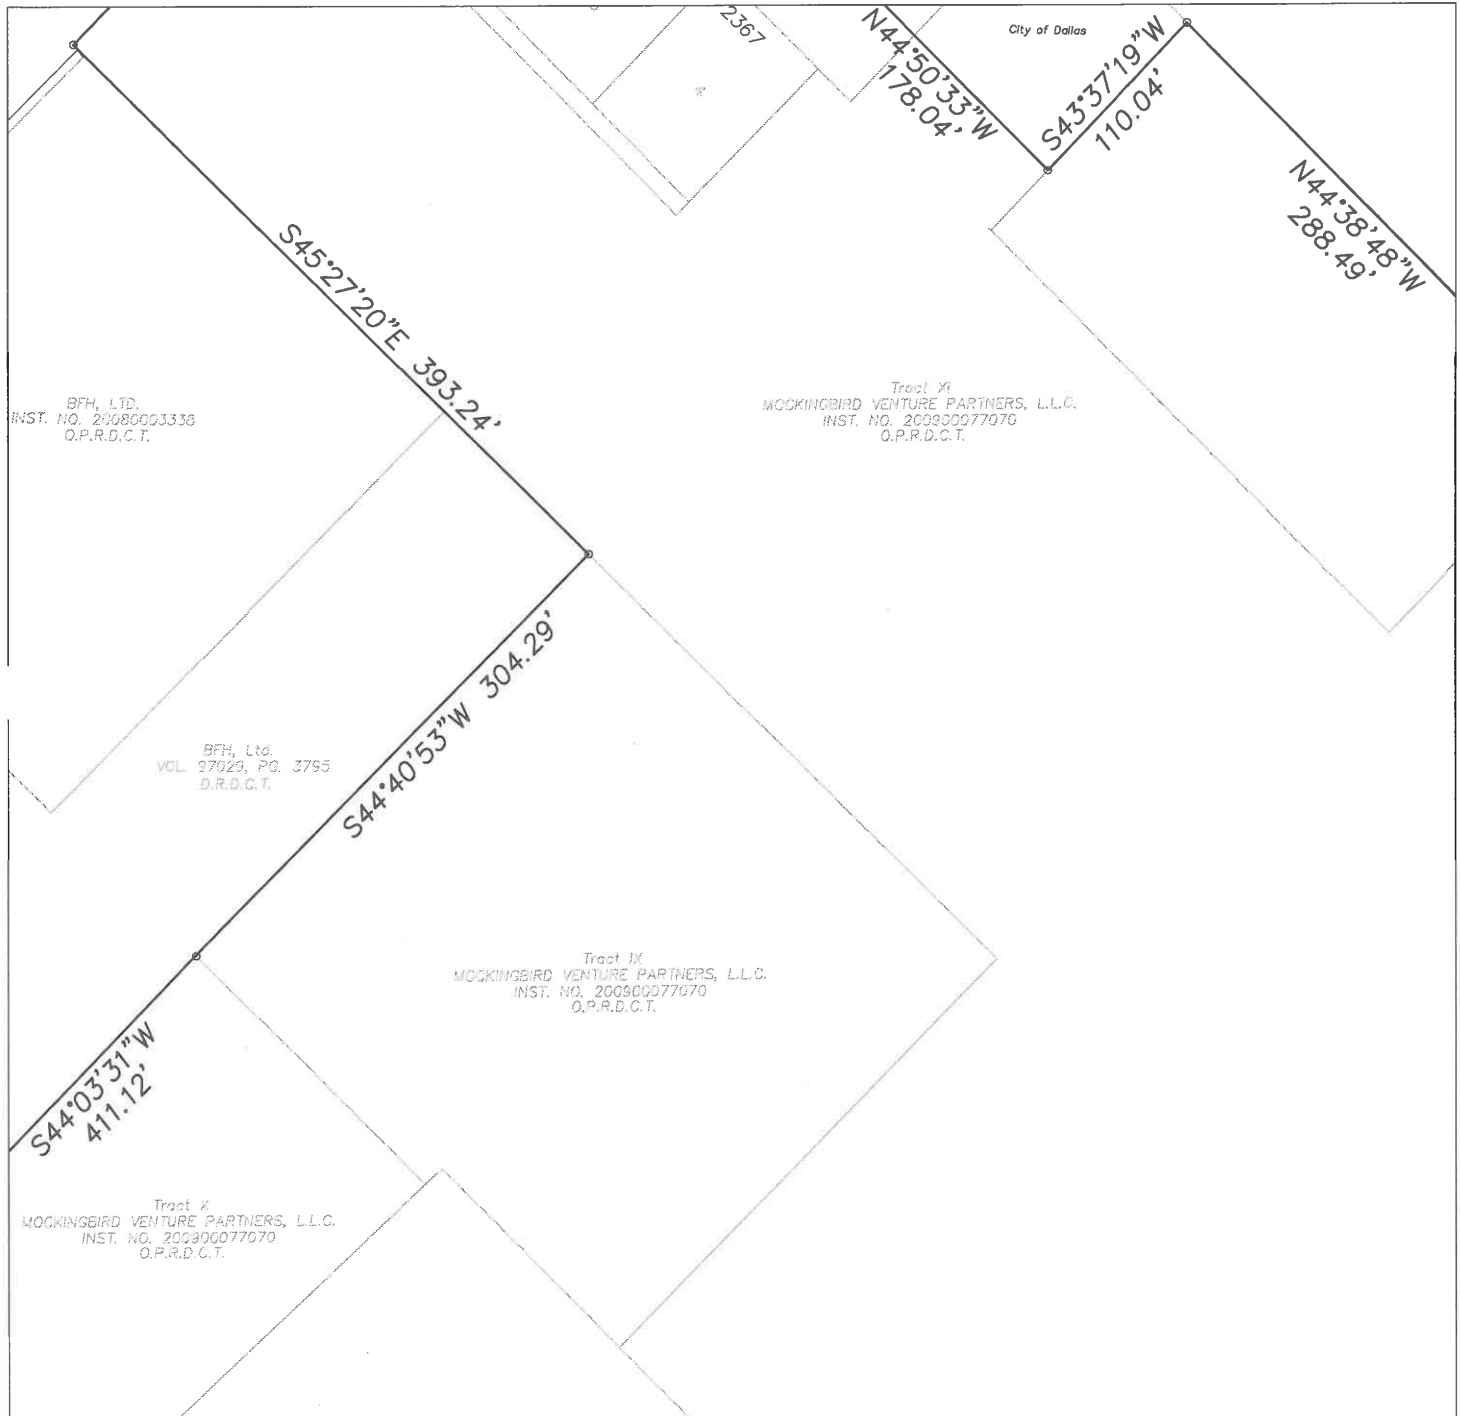 2367
N44°50'33"W
178.04'
City of Dallas
S43°37'19"W
110.04'
N44°38'48"W
288.49'
S45°27'20"E 393.24'
BFH, LTD.
INST. NO. 20080003338
O.P.R.D.C.T.
Tract XI
MOCKINGBIRD VENTURE PARTNERS, L.L.C.
INST. NO. 200900077070
O.P.R.D.C.T.
S44°40'53"W 304.29'
BFH, Ltd.
VOL. 97029, PG. 3795
D.R.D.C.T.
Tract IX
MOCKINGBIRD VENTURE PARTNERS, L.L.C.
INST. NO. 200900077070
O.P.R.D.C.T.
S44°03'31"W
411.12'
Tract X
MOCKINGBIRD VENTURE PARTNERS, L.L.C.
INST. NO. 200900077070
O.P.R.D.C.T.